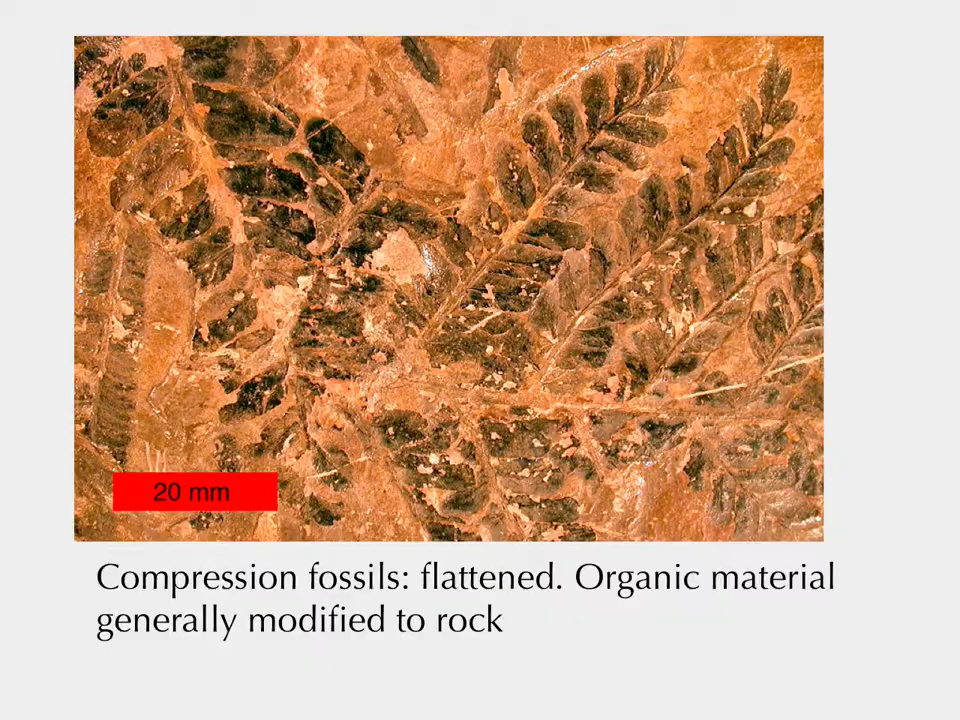 20 mm
Compression fossils: flattened. Organic material
generally modified to rock